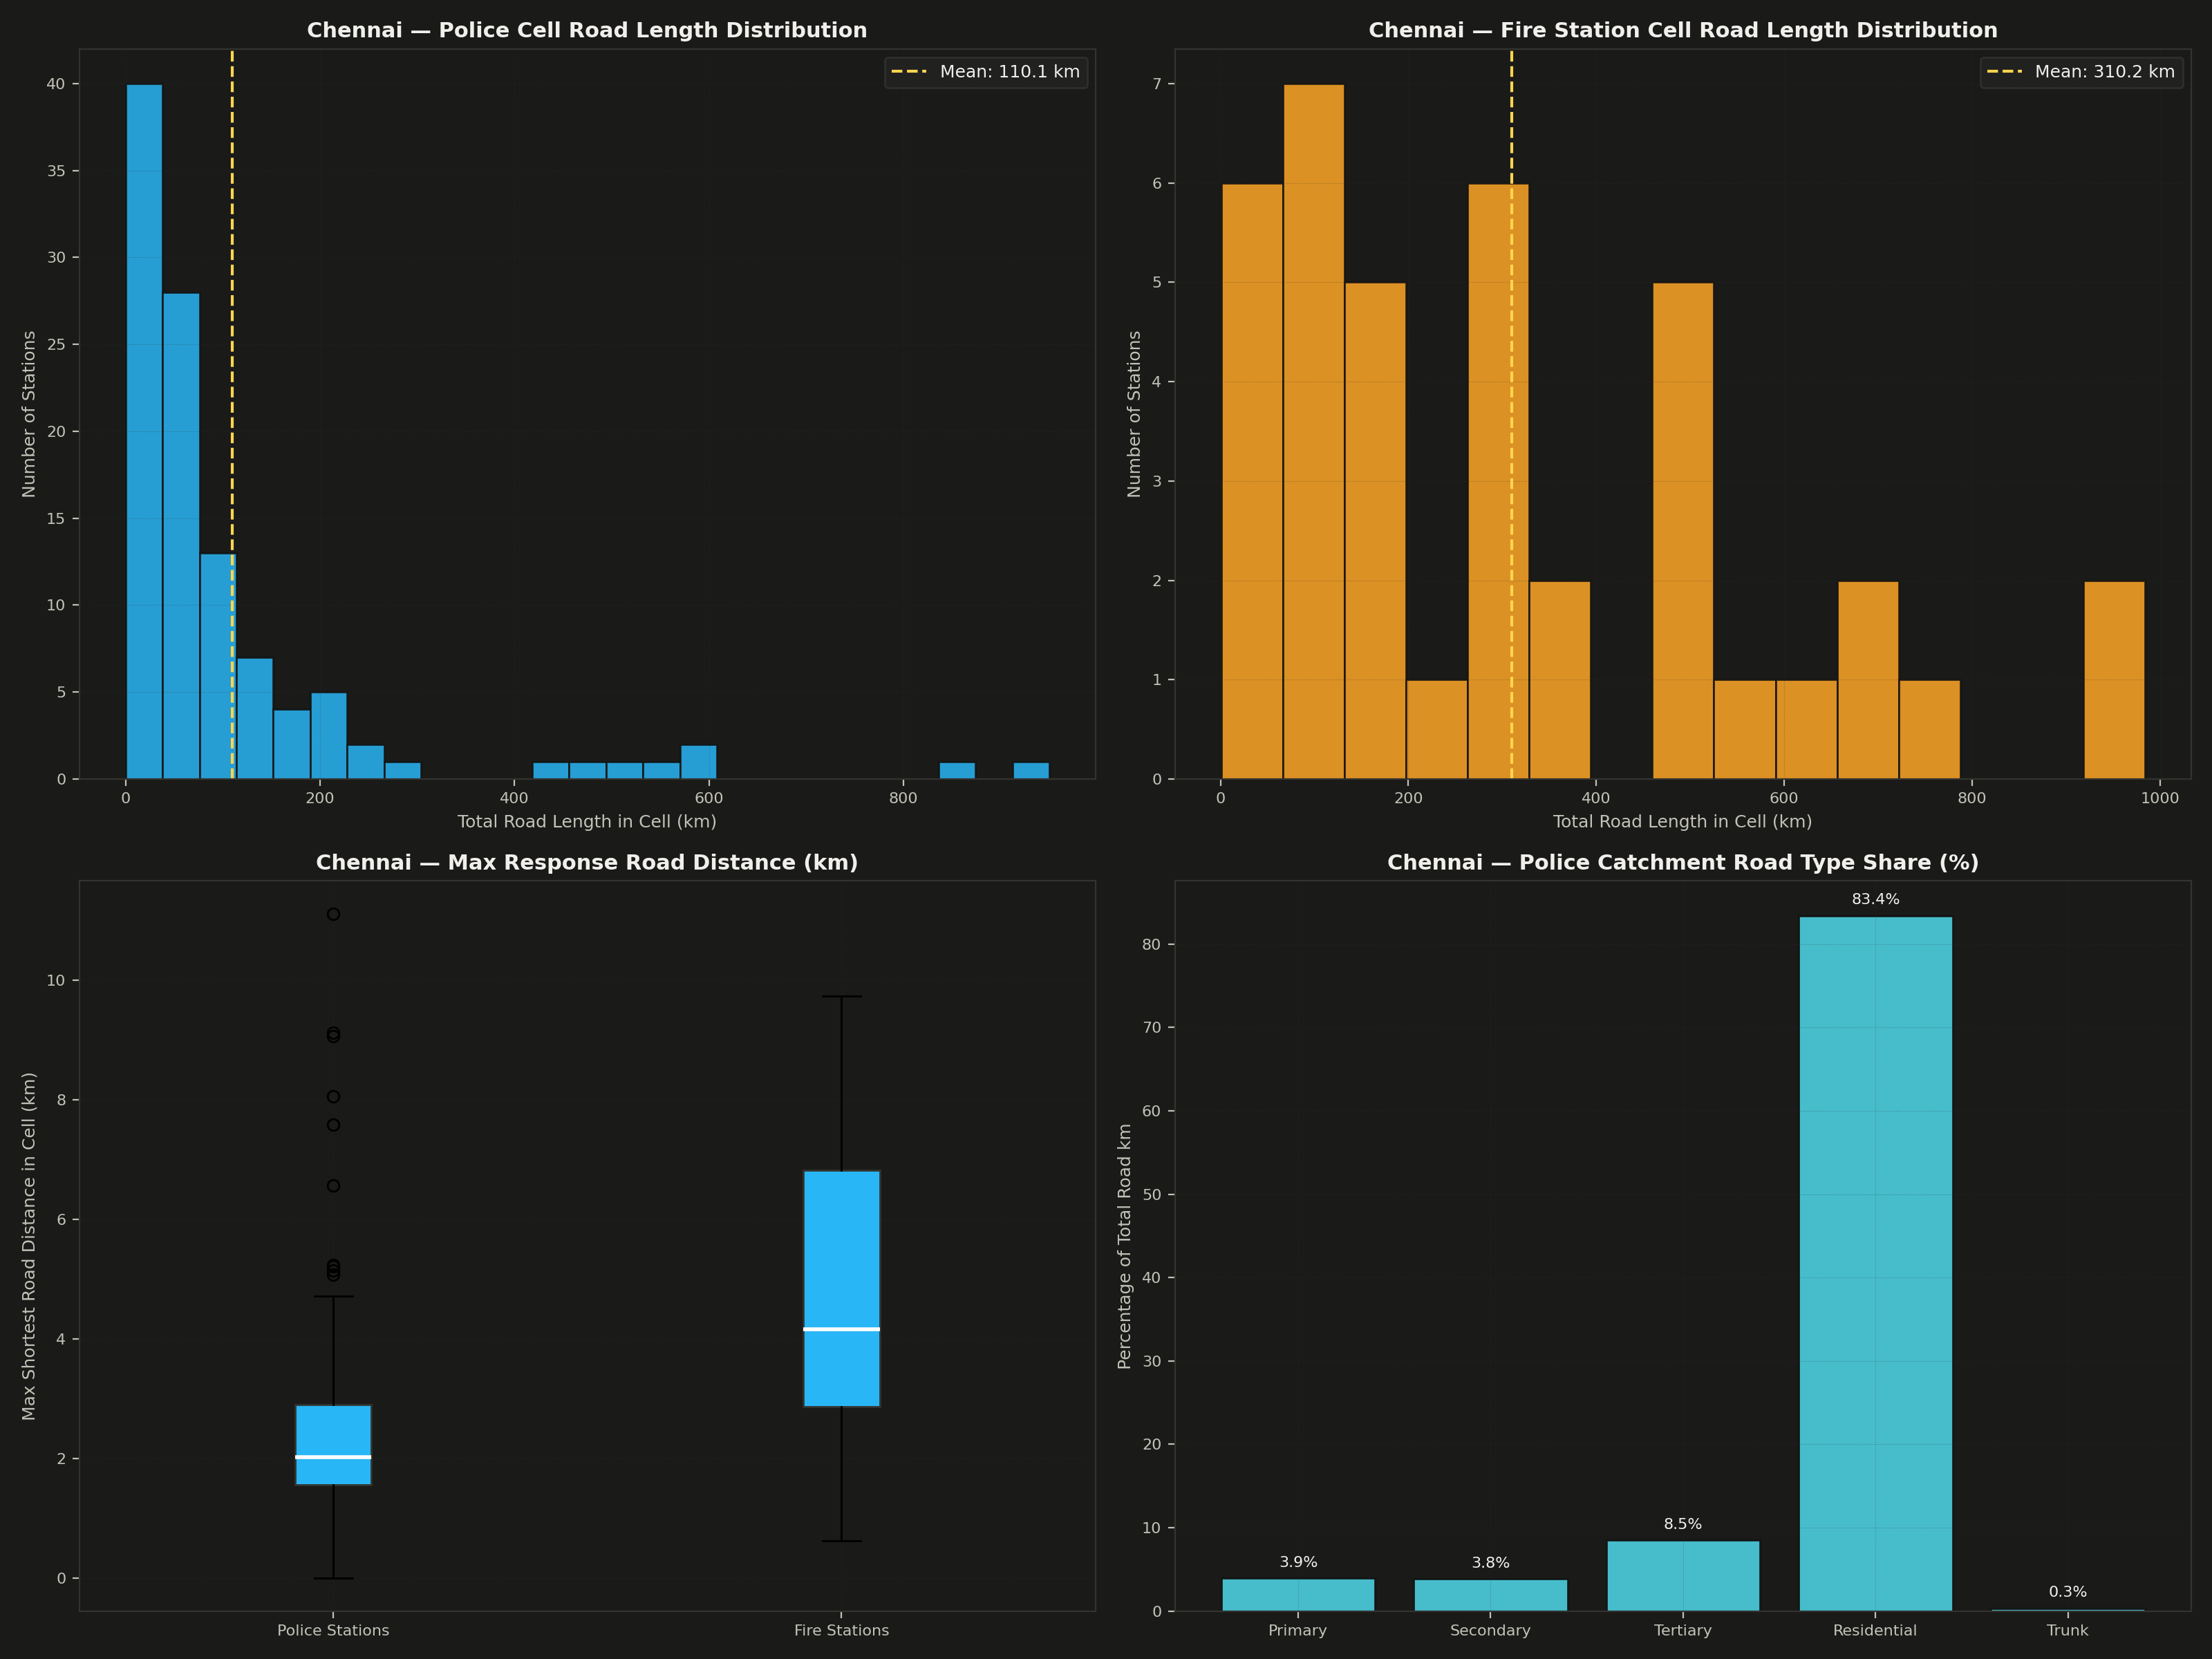 Chennai — Police Cell Road Length Distribution
Mean: 110.1 km
Number of Stations
40
35
30
25
20
15
10
5
0
0 200 400 600 800
Total Road Length in Cell (km)
Chennai — Fire Station Cell Road Length Distribution
Mean: 310.2 km
Number of Stations
7
6
5
4
3
2
1
0
0 200 400 600 800 1000
Total Road Length in Cell (km)
Chennai — Max Response Road Distance (km)
Max Shortest Road Distance in Cell (km)
10
8
6
4
2
0
Police Stations Fire Stations
Chennai — Police Catchment Road Type Share (%)
Percentage of Total Road km
80
70
60
50
40
30
20
10
0
3.9% 3.8% 8.5% 83.4% 0.3%
Primary Secondary Tertiary Residential Trunk